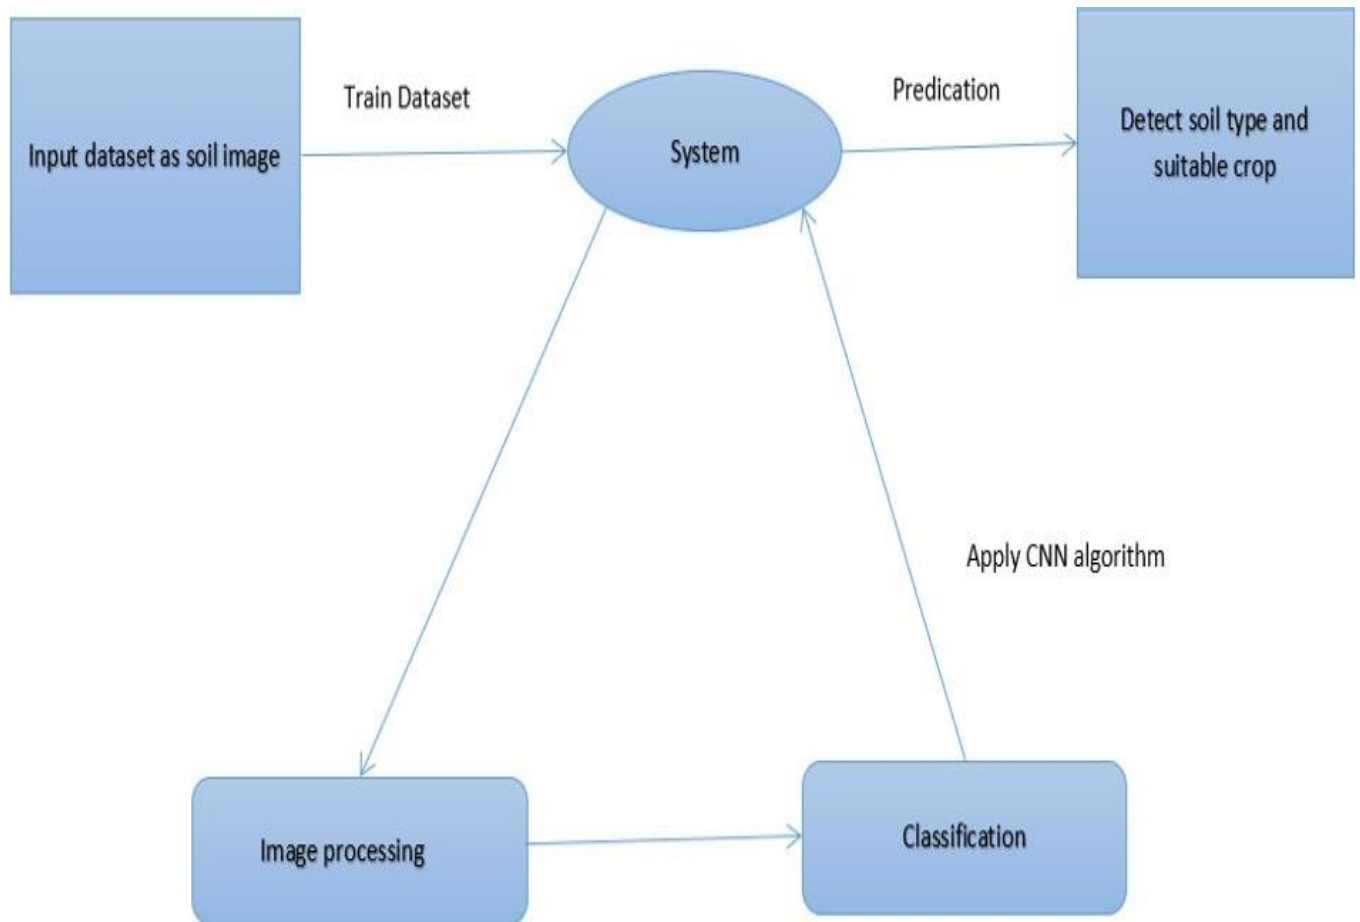 Train Dataset
Predication
Input dataset as soil image
System
Detect soil type and
suitable crop
Apply CNN algorithm
Image processing
Classification